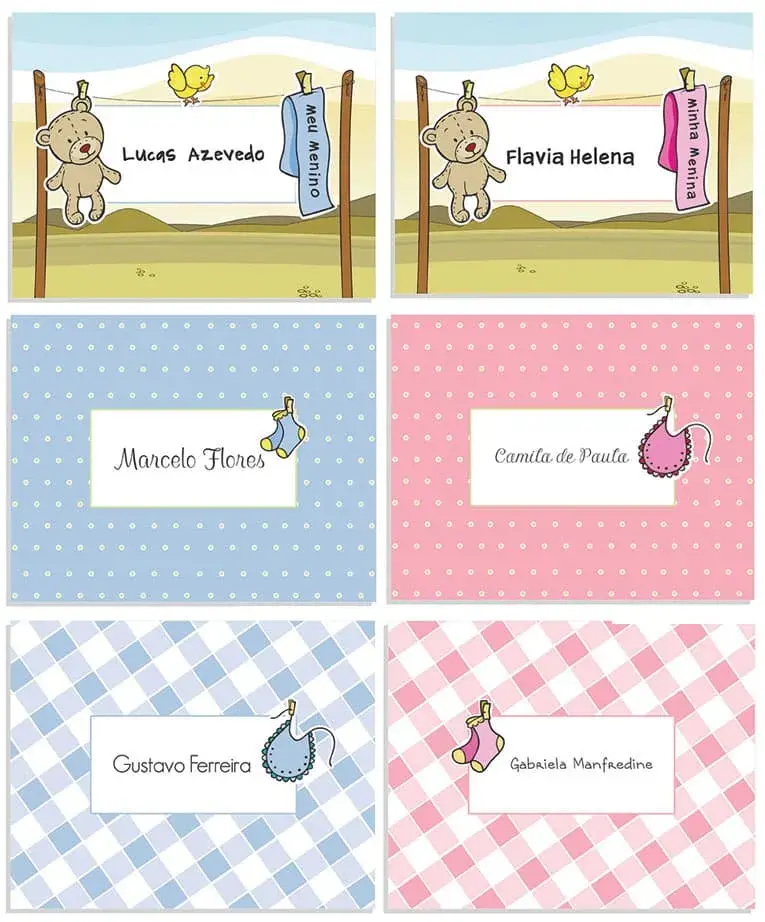 Lucas Azevedo
Meu Menino
Flavia Helena
Minha Menina
Marcelo Flores
Camila de Paula
Gustavo Ferreira
Gabriela Manfredine